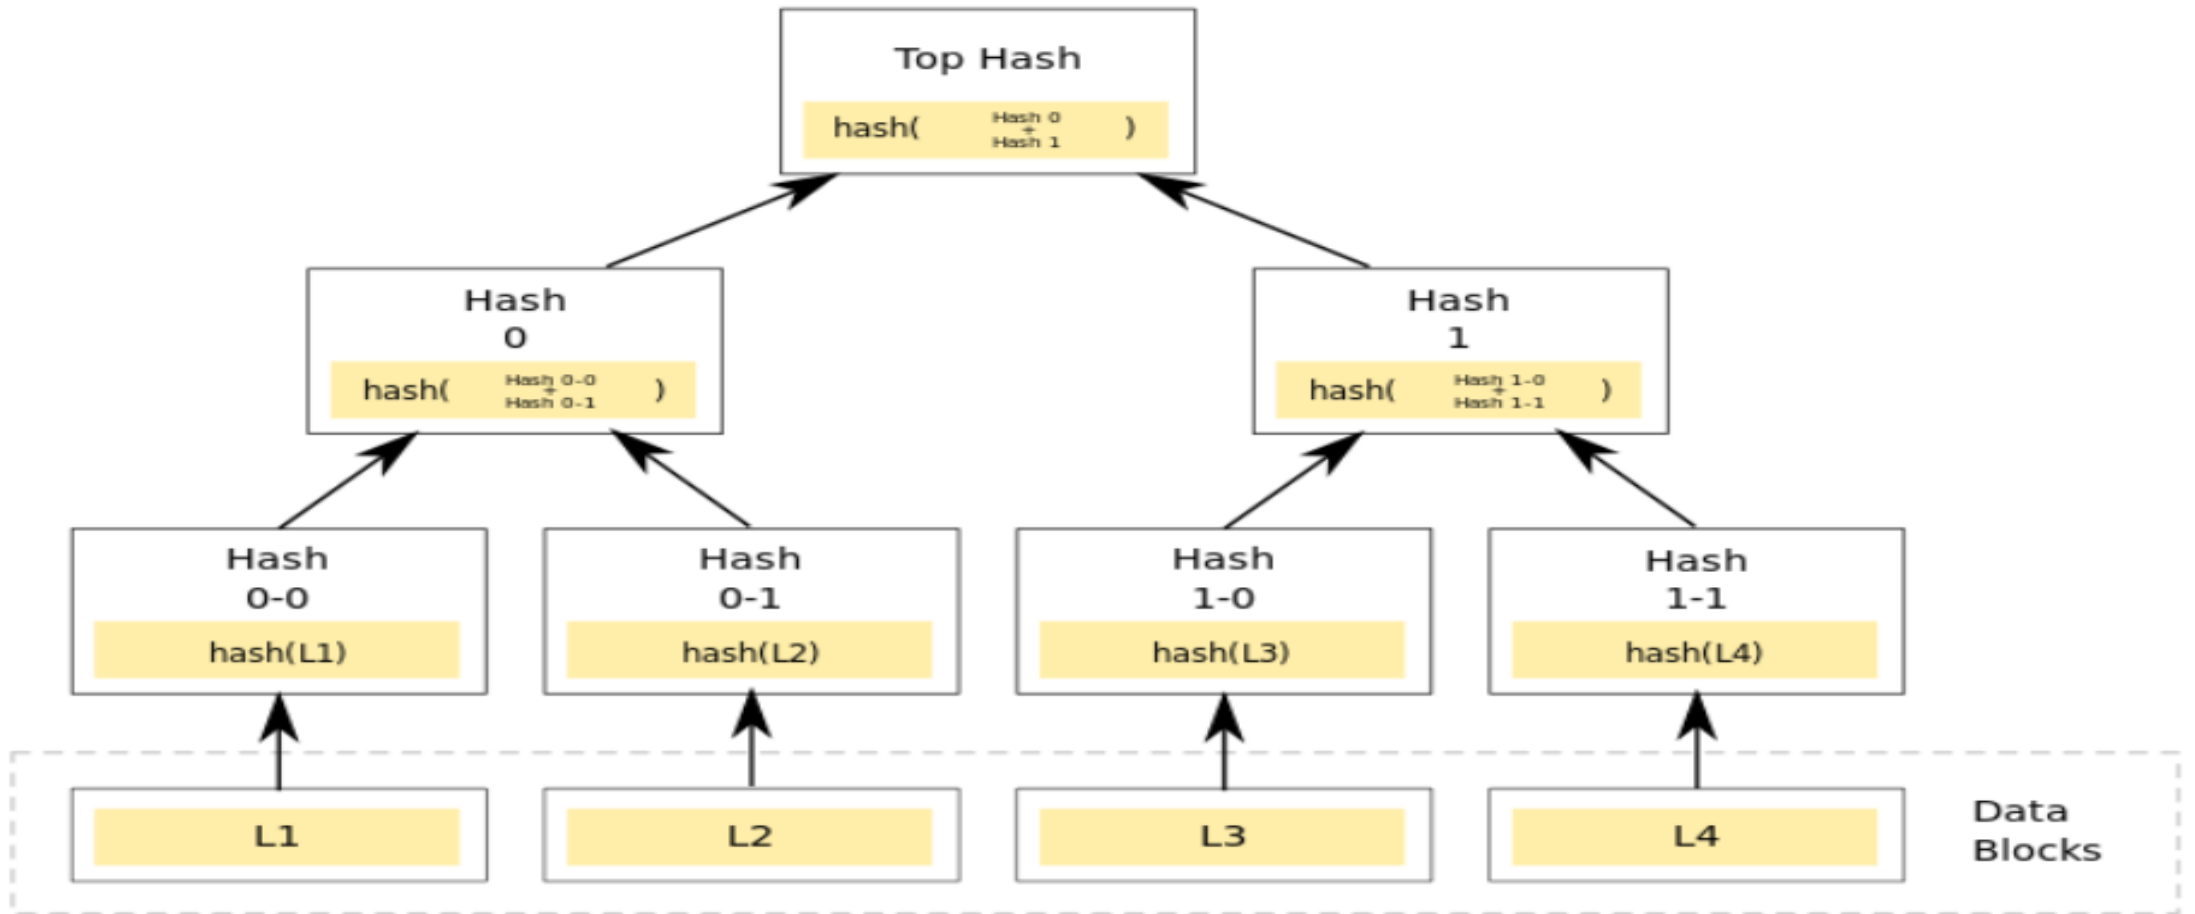 Top Hash
hash( Hash 0 + Hash 1 )
Hash
0
hash( Hash 0-0 + Hash 0-1 )
Hash
1
hash( Hash 1-0 + Hash 1-1 )
Hash
0-0
hash(L1)
Hash
0-1
hash(L2)
Hash
1-0
hash(L3)
Hash
1-1
hash(L4)
L1
L2
L3
L4
Data
Blocks